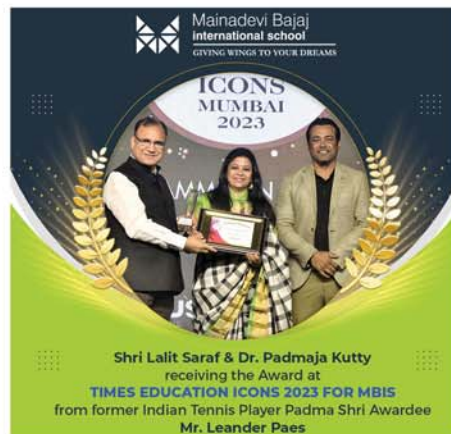 Mainadevi Bajaj
international school
GIVING WINGS TO YOUR DREAMS
ICONS
MUMBAI
2023
Shri Lalit Saraf & Dr. Padmaja Kutty
receiving the Award at
TIMES EDUCATION ICONS 2023 FOR MBIS
from former Indian Tennis Player Padma Shri Awardee
Mr. Leander Paes